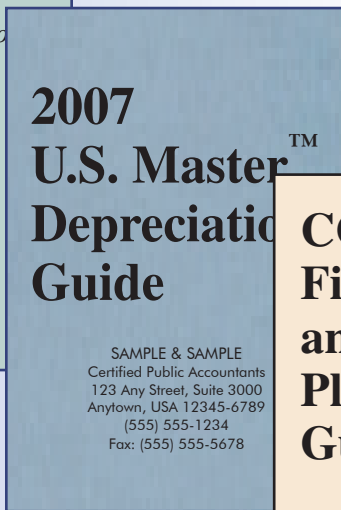 2007
U.S. Master™
Depreciatio
Guide
SAMPLE & SAMPLE
Certified Public Accountants
123 Any Street, Suite 3000
Anytown, USA 12345-6789
(555) 555-1234
Fax: (555) 555-5678